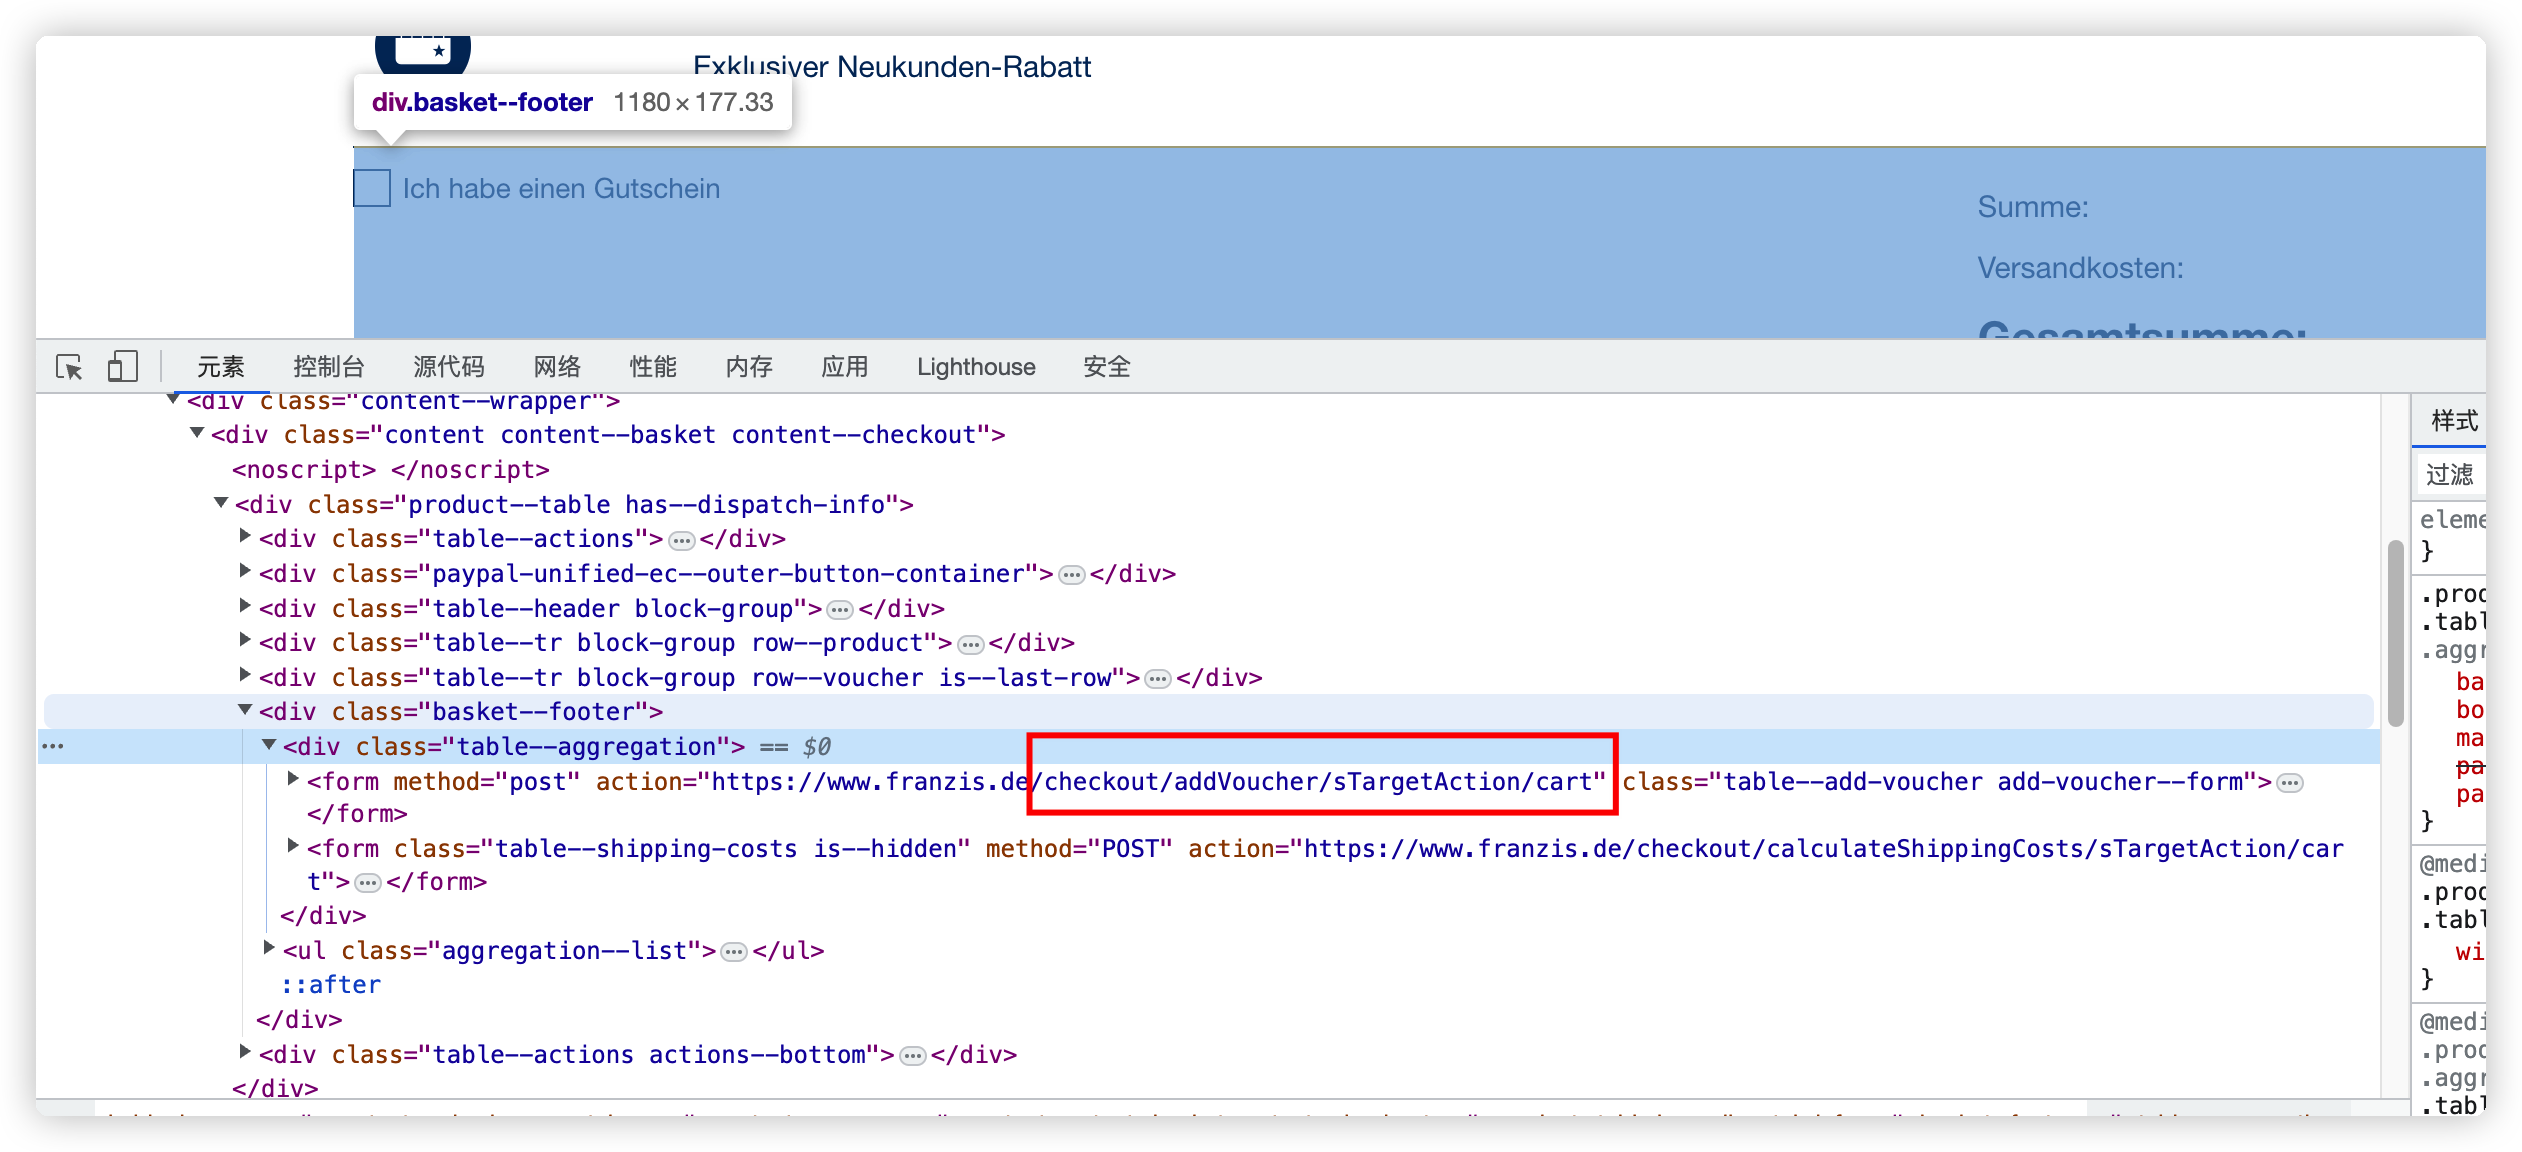 Exklusiver Neukunden-Rabatt
div.basket--footer 1180×177.33
Ich habe einen Gutschein
Summe:
Versandkosten:
Gesamtsumme:
元素 控制台 源代码 网络 性能 内存 应用 Lighthouse 安全
<div class="content--wrapper">
<div class="content content--basket content--checkout">
<noscript> </noscript>
<div class="product--table has--dispatch-info">
<div class="table--actions">…</div>
<div class="paypal-unified-ec--outer-button-container">…</div>
<div class="table--header block-group">…</div>
<div class="table--tr block-group row--product">…</div>
<div class="table--tr block-group row--voucher is--last-row">…</div>
<div class="basket--footer">
… <div class="table--aggregation"> == $0
<form method="post" action="https://www.franzis.de/checkout/addVoucher/sTargetAction/cart" class="table--add-voucher add-voucher--form">…
</form>
<form class="table--shipping-costs is--hidden" method="POST" action="https://www.franzis.de/checkout/calculateShippingCosts/sTargetAction/car
t">…</form>
</div>
<ul class="aggregation--list">…</ul>
::after
</div>
<div class="table--actions actions--bottom">…</div>
</div>
样式
过滤
eleme
}
.prod
.tabl
.aggr
ba
bo
ma
pa
pa
}
@medi
.prod
.tabl
wi
}
@medi
.prod
.aggr
.tabl